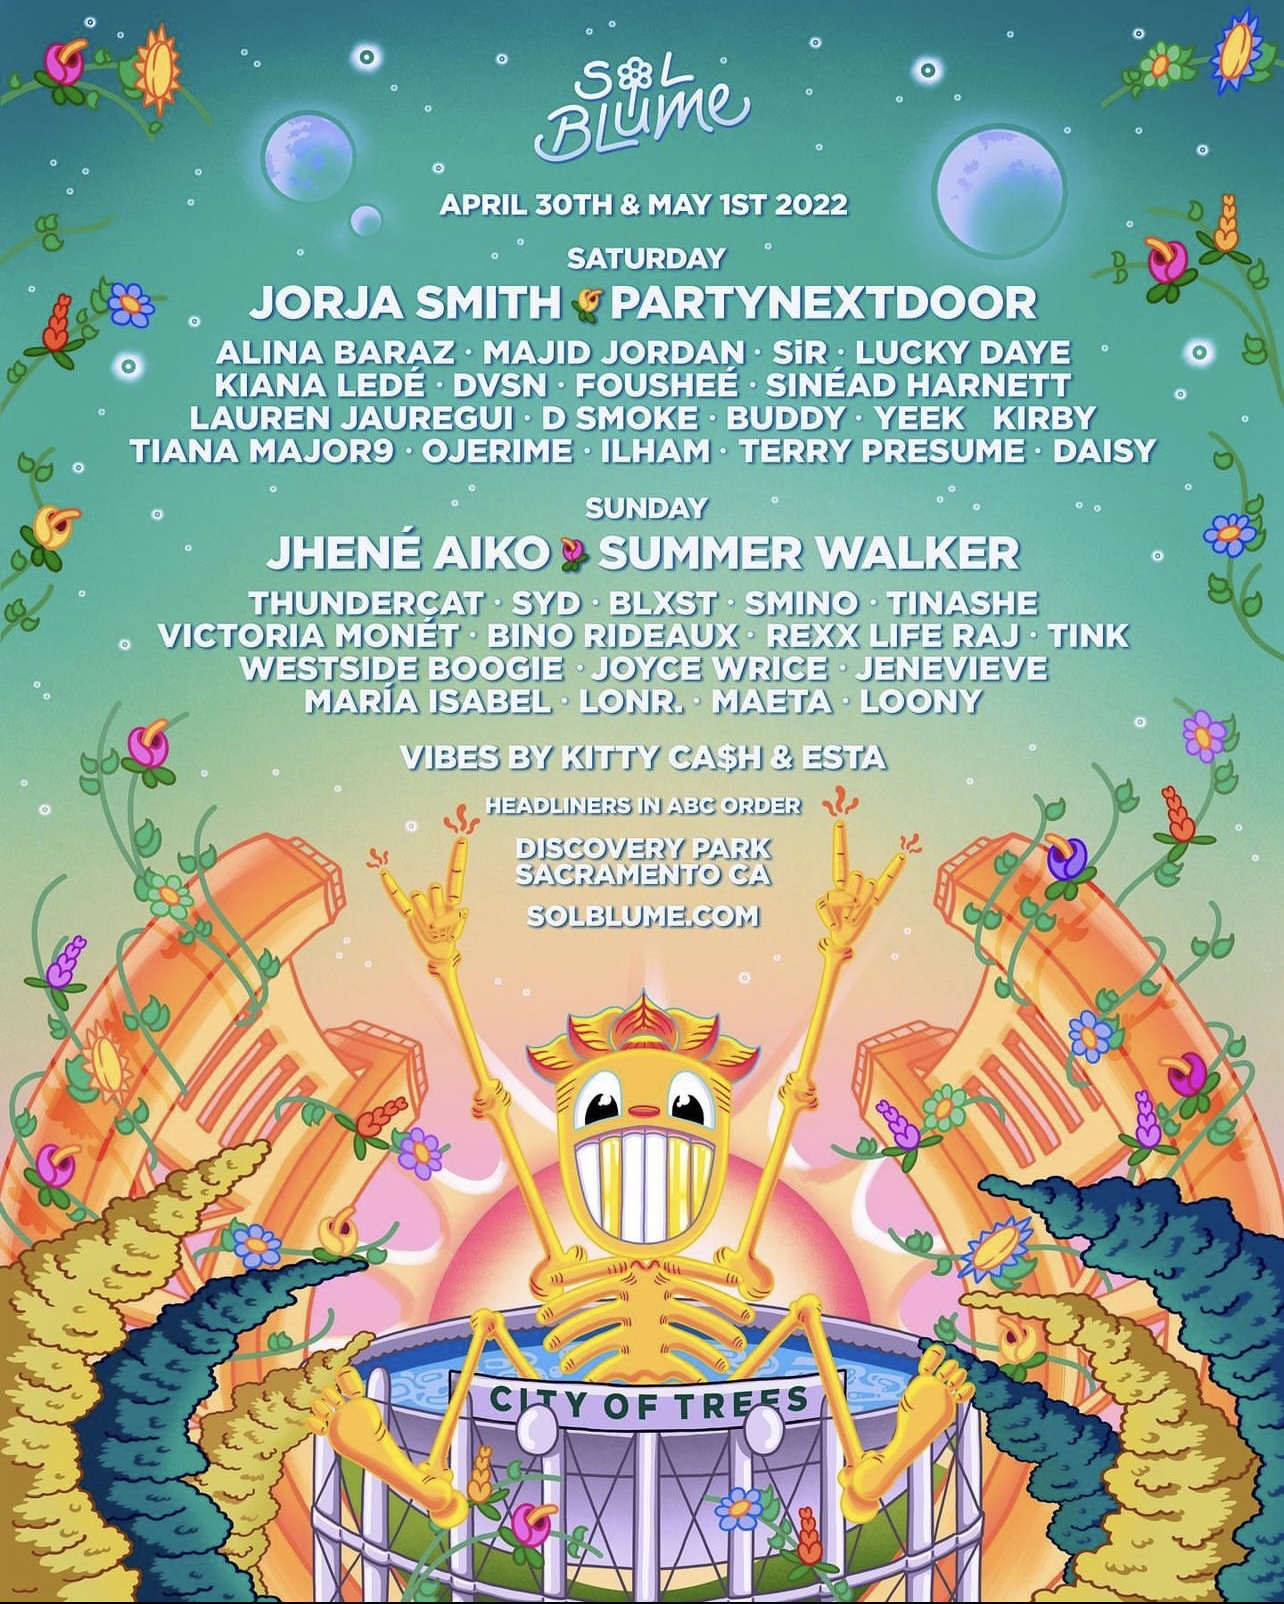 SOL
BLUME
APRIL 30TH & MAY 1ST 2022
SATURDAY
JORJA SMITH PARTYNEXTDOOR
ALINA BARAZ · MAJID JORDAN · SiR · LUCKY DAYE
KIANA LEDÉ · DVSN · FOUSHEÉ · SINÉAD HARNETT
LAUREN JAUREGUI · D SMOKE · BUDDY · YEEK KIRBY
TIANA MAJOR9 · OJERIME · ILHAM · TERRY PRESUME · DAISY
SUNDAY
JHENÉ AIKO SUMMER WALKER
THUNDERCAT · SYD · BLXST · SMINO · TINASHE
VICTORIA MONÉT · BINO RIDEAUX · REXX LIFE RAJ · TINK
WESTSIDE BOOGIE · JOYCE WRICE · JENEVIEVE
MARÍA ISABEL · LONR. · MAETA · LOONY
VIBES BY KITTY CA$H & ESTA
HEADLINERS IN ABC ORDER
DISCOVERY PARK
SACRAMENTO CA
SOLBLUME.COM
CITY OF TREES